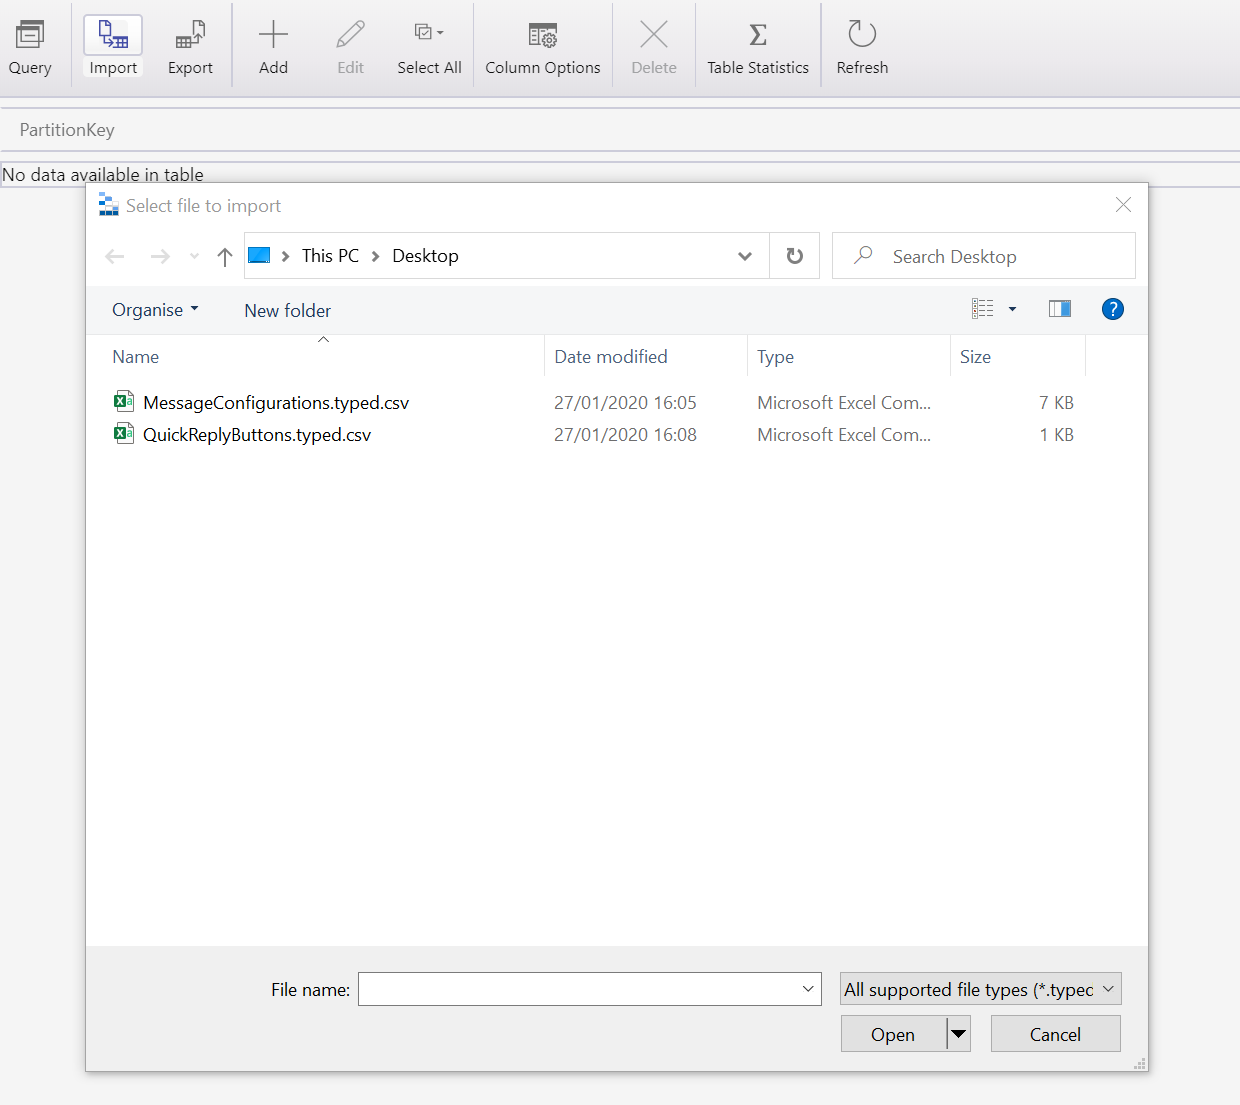 Query Import Export Add Edit Select All Column Options Delete Table Statistics Refresh
PartitionKey
No data available in table
Select file to import
This PC Desktop Search Desktop
Organise New folder ?
Name Date modified Type Size
MessageConfigurations.typed.csv 27/01/2020 16:05 Microsoft Excel Com... 7 KB
QuickReplyButtons.typed.csv 27/01/2020 16:08 Microsoft Excel Com... 1 KB
File name: All supported file types (*.typec
Open Cancel